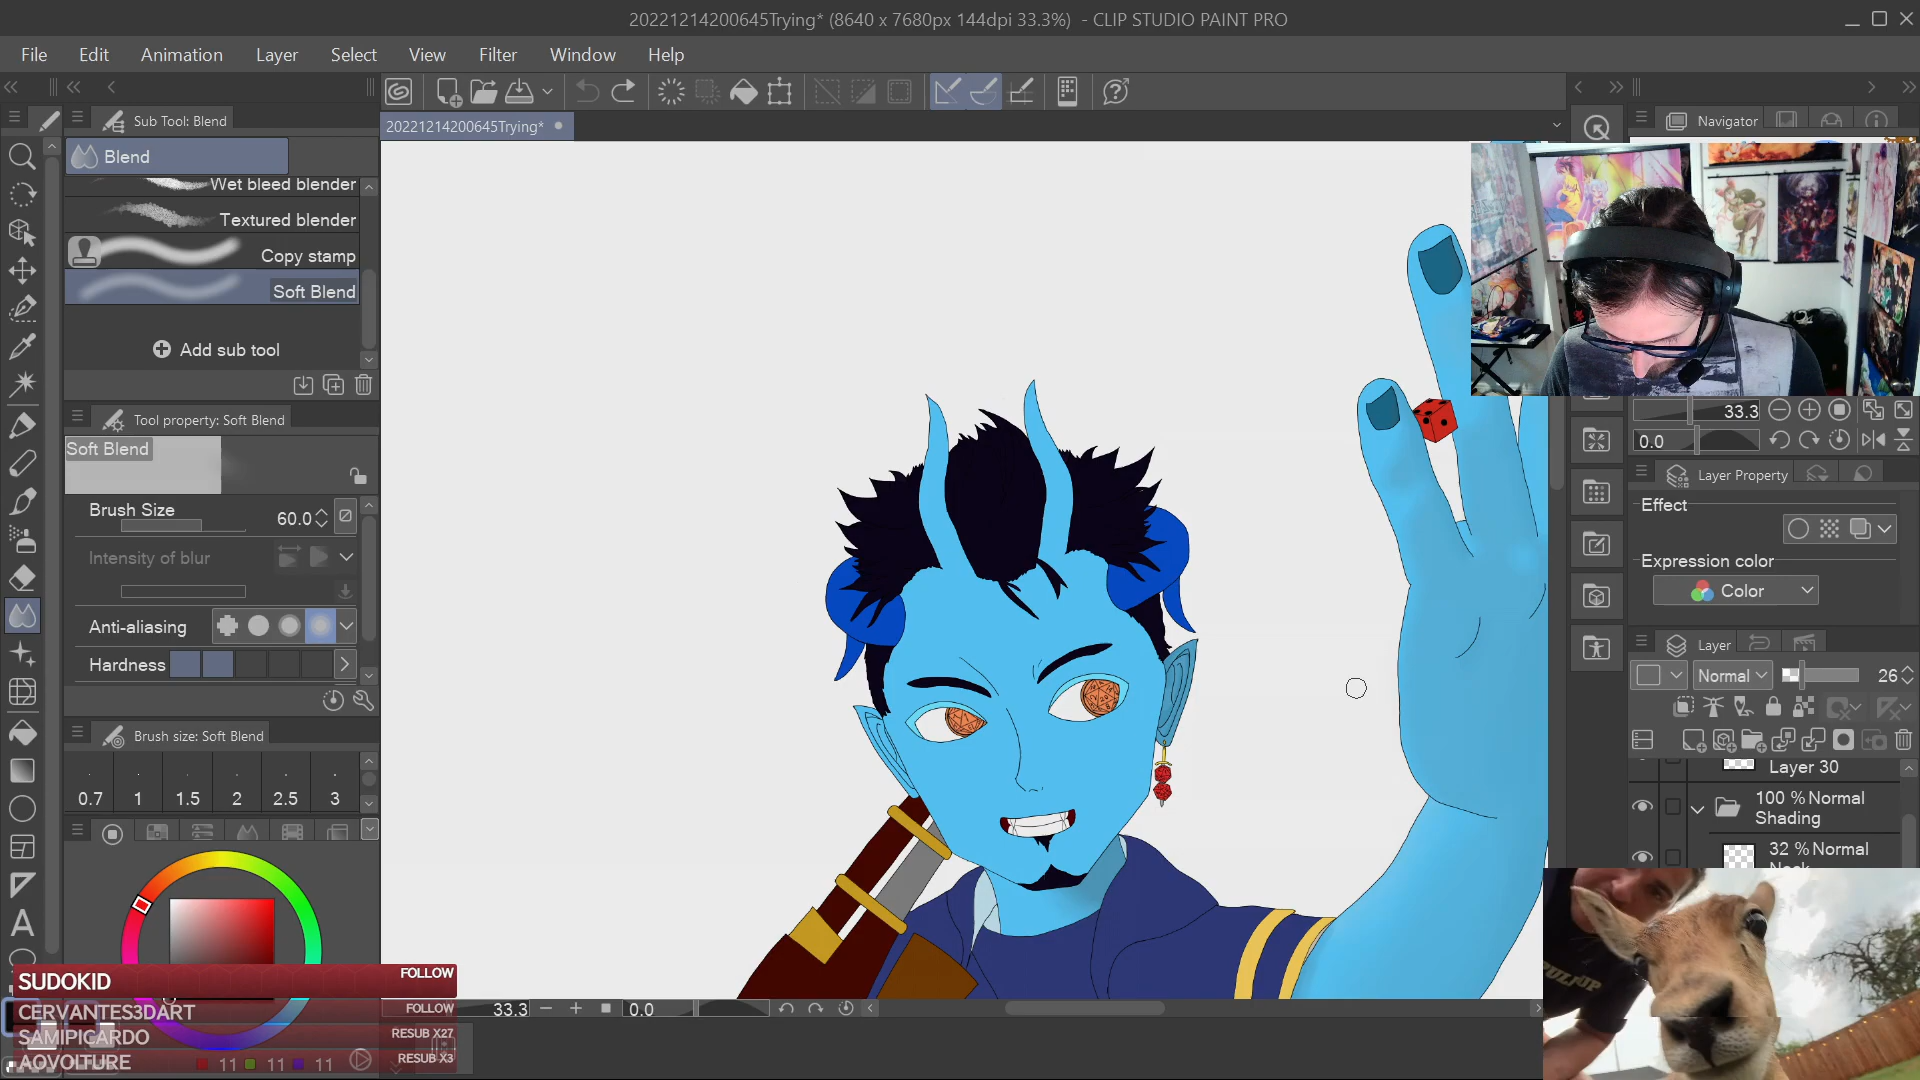 20221214200645Trying* (8640 x 7680px 144dpi 33.3%) - CLIP STUDIO PAINT PRO
File Edit Animation Layer Select View Filter Window Help
Sub Tool: Blend
20221214200645Trying*
Navigator
Blend
Wet bleed blender
Textured blender
Copy stamp
Soft Blend
Add sub tool
Tool property: Soft Blend
Soft Blend
Brush Size 60.0
Intensity of blur
Anti-aliasing
Hardness
Brush size: Soft Blend
0.7 1 1.5 2 2.5 3
33.3
0.0
Layer Property
Effect
Expression color
Color
Layer
Normal 26
Layer 30
100 %Normal
Shading
32 %Normal
33.3 0.0
SUDOKID FOLLOW
CERVANTES3DART FOLLOW
SAMIPICARDO RESUB X27
AOVOLTURE RESUB X3
11 11 11